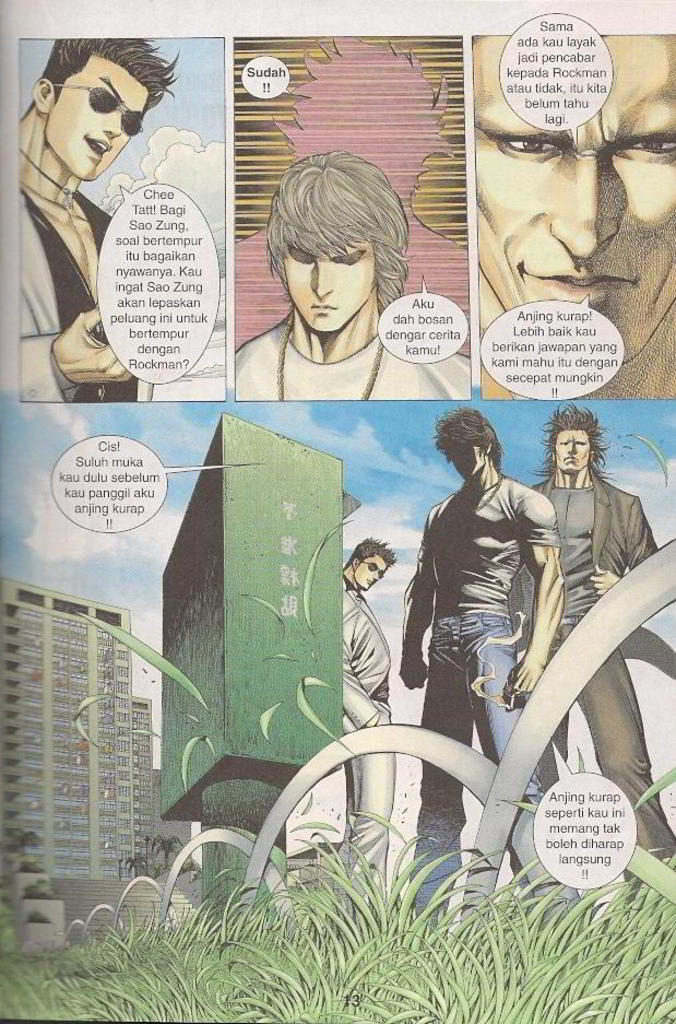 Chee
Tatt! Bagi
Sao Zung,
soal bertempur
itu bagaikan
nyawanya. Kau
ingat Sao Zung
akan lepaskan
peluang ini untuk
bertempur
dengan
Rockman?
Sudah
!!
Aku
dah bosan
dengar cerita
kamu!
Sama
ada kau layak
jadi pencabar
kepada Rockman
atau tidak, itu kita
belum tahu
lagi.
Anjing kurap!
Lebih baik kau
berikan jawapan yang
kami mahu itu dengan
secepat mungkin
!!
Cis!
Suluh muka
kau dulu sebelum
kau panggil aku
anjing kurap
!!
Anjing kurap
seperti kau ini
memang tak
boleh diharap
langsung
!!
13